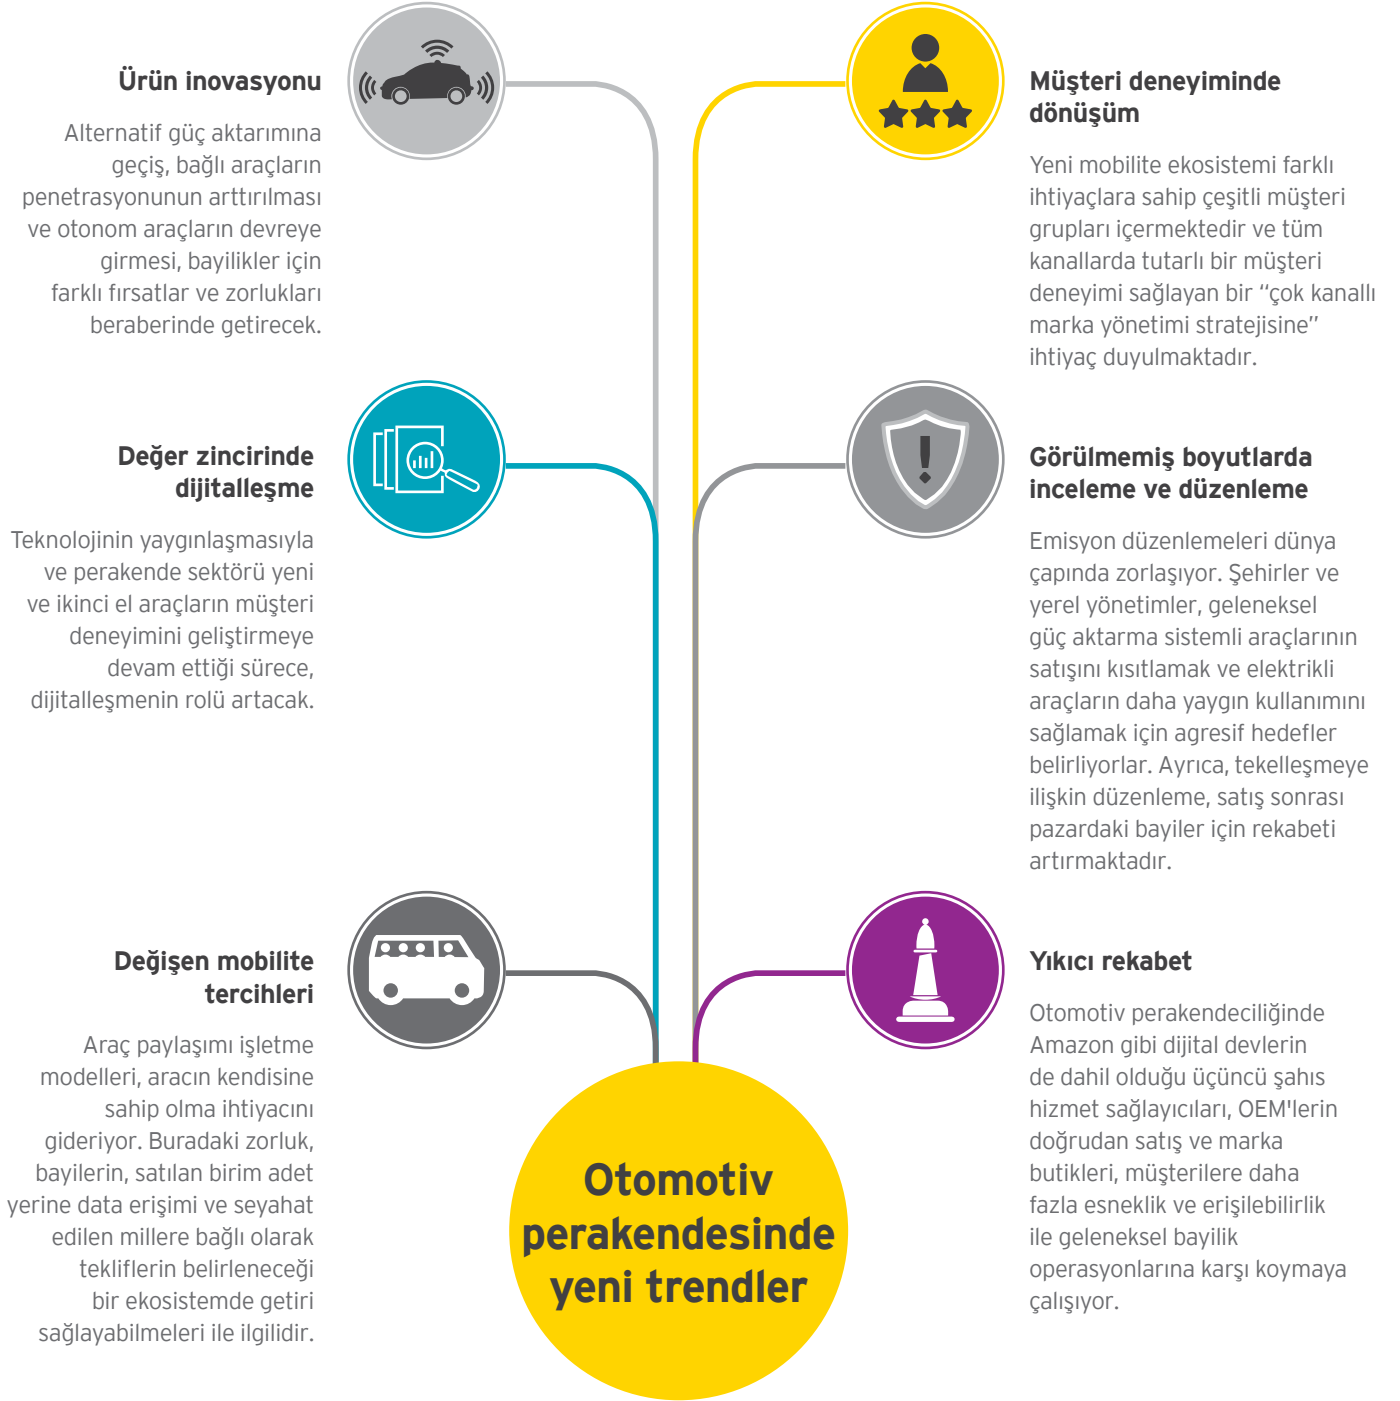 Ürün inovasyonu
Alternatif güç aktarımına
geçiş, bağlı araçların
penetrasyonunun arttırılması
ve otonom araçların devreye
girmesi, bayilikler için
farklı fırsatlar ve zorlukları
beraberinde getirecek.
Müşteri deneyiminde
dönüşüm
Yeni mobilite ekosistemi farklı
ihtiyaçlara sahip çeşitli müşteri
grupları içermektedir ve tüm
kanallarda tutarlı bir müşteri
deneyimi sağlayan bir “çok kanallı
marka yönetimi stratejisine”
ihtiyaç duyulmaktadır.
Değer zincirinde
dijitalleşme
Teknolojinin yaygınlaşmasıyla
ve perakende sektörü yeni
ve ikinci el araçların müşteri
deneyimini geliştirmeye
devam ettiği sürece,
dijitalleşmenin rolü artacak.
Görülmemiş boyutlarda
inceleme ve düzenleme
Emisyon düzenlemeleri dünya
çapında zorlaşıyor. Şehirler ve
yerel yönetimler, geleneksel
güç aktarma sistemli araçlarının
satışını kısıtlamak ve elektrikli
araçların daha yaygın kullanımını
sağlamak için agresif hedefler
belirliyorlar. Ayrıca, tekelleşmeye
ilişkin düzenleme, satış sonrası
pazardaki bayiler için rekabeti
artırmaktadır.
Değişen mobilite
tercihleri
Araç paylaşımı işletme
modelleri, aracın kendisine
sahip olma ihtiyacını
gideriyor. Buradaki zorluk,
bayilerin, satılan birim adet
yerine data erişimi ve seyahat
edilen millere bağlı olarak
tekliflerin belirleneceği
bir ekosistemde getiri
sağlayabilmeleri ile ilgilidir.
Yıkıcı rekabet
Otomotiv perakendeciliğinde
Amazon gibi dijital devlerin
de dahil olduğu üçüncü şahıs
hizmet sağlayıcıları, OEM'lerin
doğrudan satış ve marka
butikleri, müşterilere daha
fazla esneklik ve erişilebilirlik
ile geleneksel bayilik
operasyonlarına karşı koymaya
çalışıyor.
Otomotiv
perakendesinde
yeni trendler